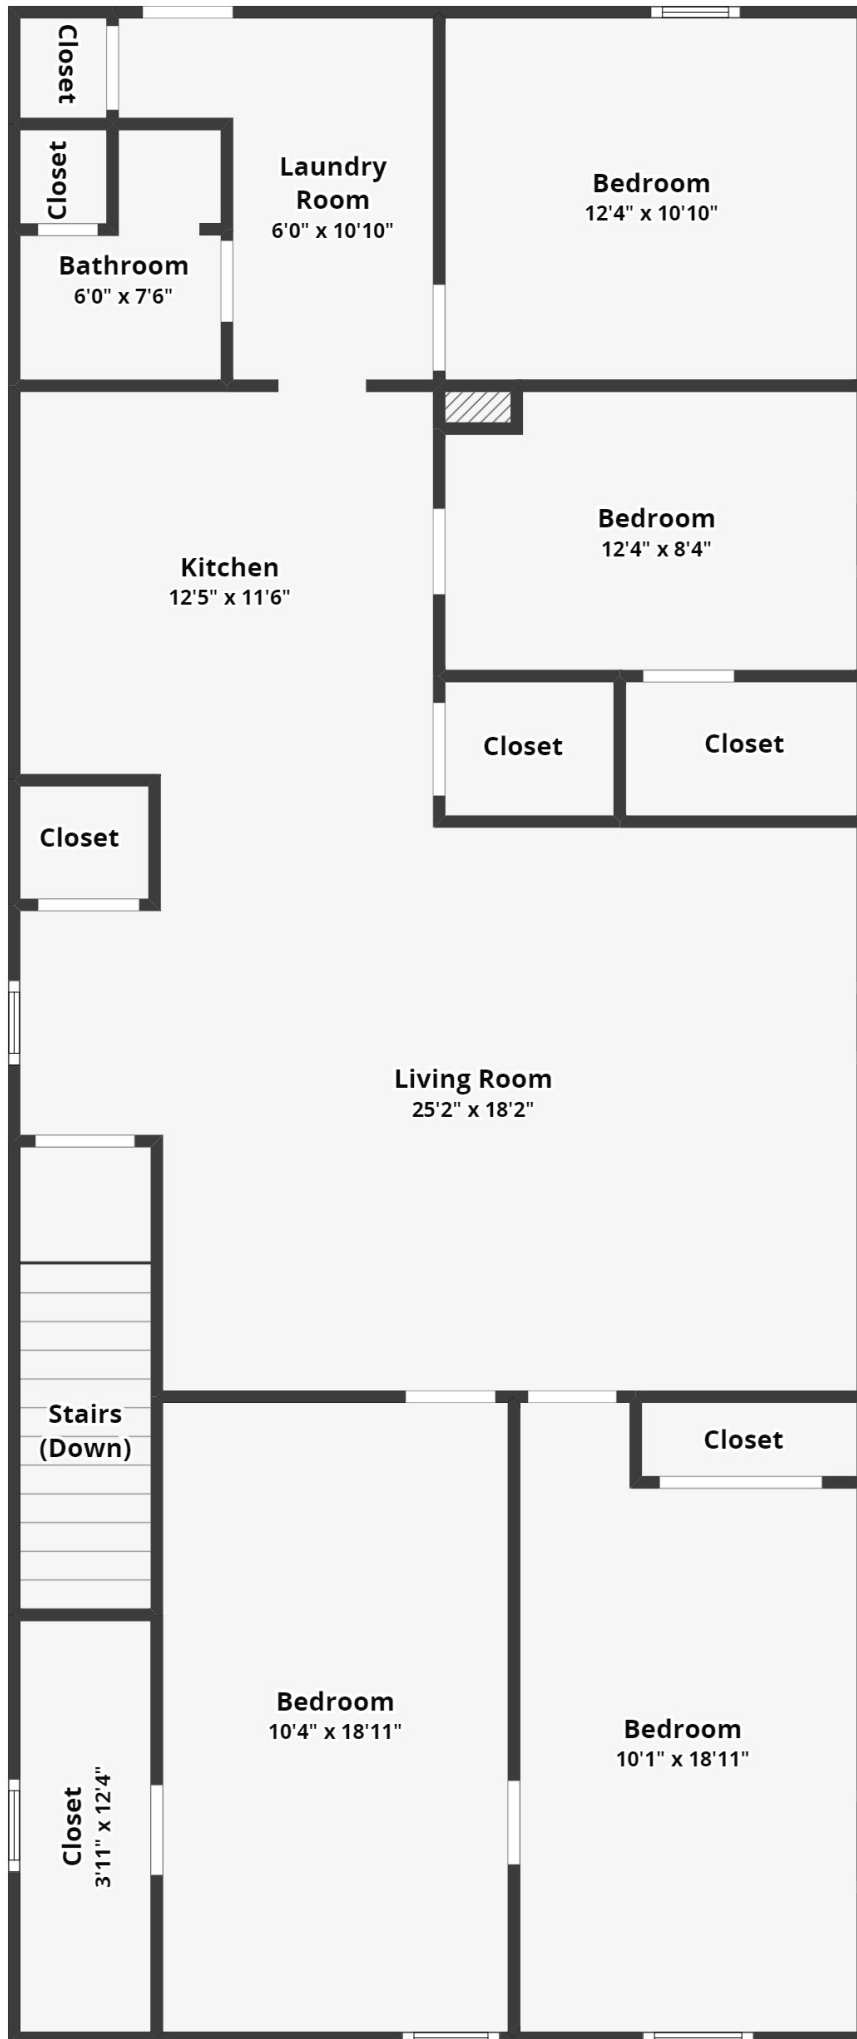 Closet
Closet
Laundry
Room
6'0" x 10'10"
Bedroom
12'4" x 10'10"
Bathroom
6'0" x 7'6"
Bedroom
12'4" x 8'4"
Kitchen
12'5" x 11'6"
Closet
Closet
Closet
Living Room
25'2" x 18'2"
Stairs
(Down)
Closet
Bedroom
10'4" x 18'11"
Bedroom
10'1" x 18'11"
Closet
3'11" x 12'4"